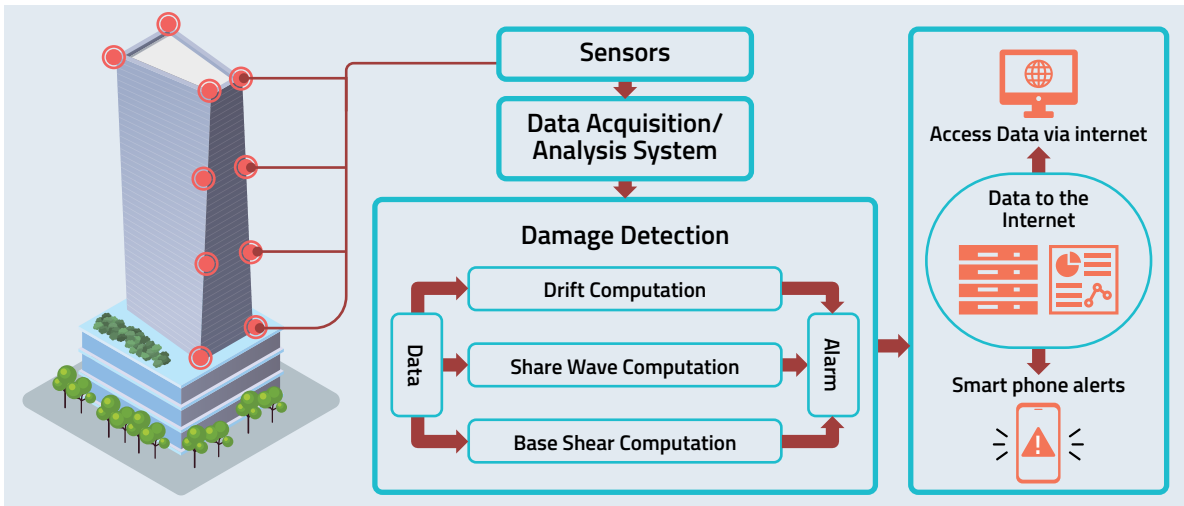 Sensors
Data Acquisition/
Analysis System
Damage Detection
Data
Drift Computation
Share Wave Computation
Base Shear Computation
Alarm
Access Data via internet
Data to the
Internet
Smart phone alerts